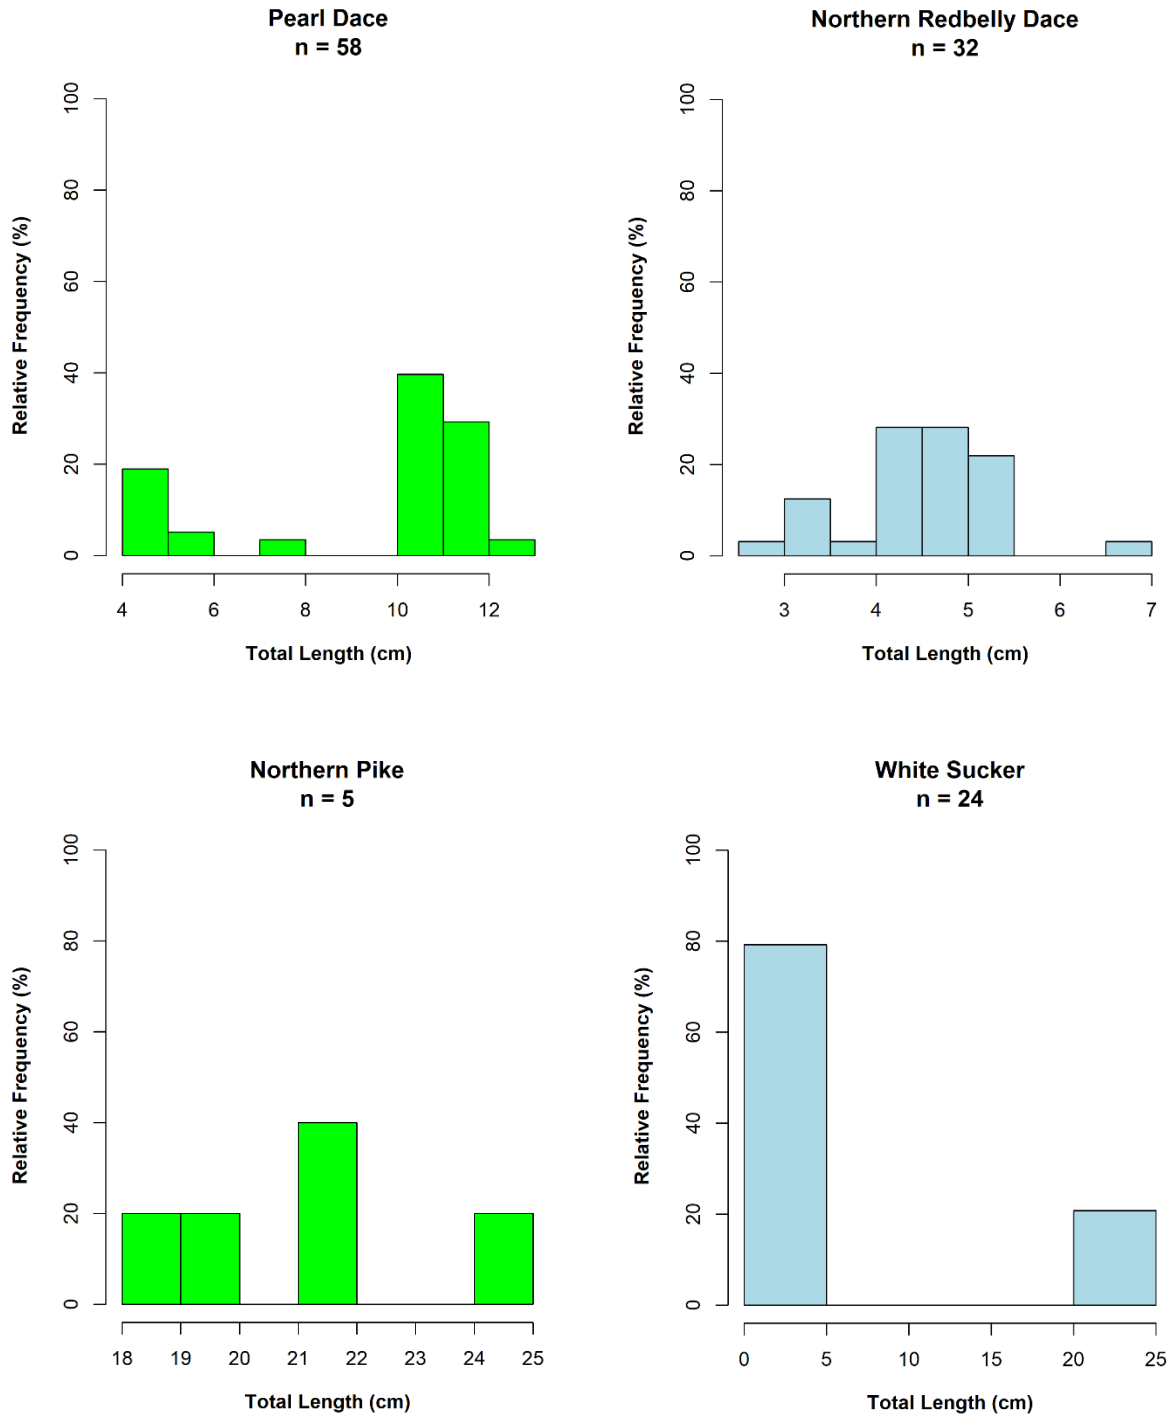 Pearl Dace
n = 58
Relative Frequency (%)
100
80
60
40
20
0
4 6 8 10 12
Total Length (cm)
Northern Redbelly Dace
n = 32
Relative Frequency (%)
100
80
60
40
20
0
3 4 5 6 7
Total Length (cm)
Northern Pike
n = 5
Relative Frequency (%)
100
80
60
40
20
0
18 19 20 21 22 23 24 25
Total Length (cm)
White Sucker
n = 24
Relative Frequency (%)
100
80
60
40
20
0
0 5 10 15 20 25
Total Length (cm)